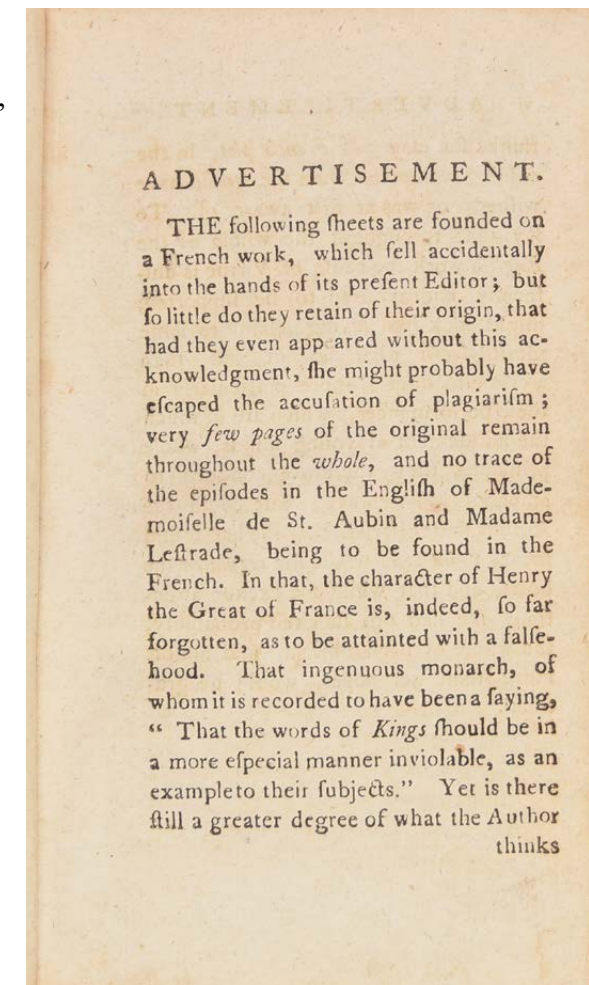 ADVERTISEMENT.
THE following ſheets are founded on
a French work, which fell accidentally
into the hands of its preſent Editor; but
ſo little do they retain of their origin, that
had they even app ared without this ac-
knowledgment, ſhe might probably have
eſcaped the accuſation of plagiariſm ;
very few pages of the original remain
throughout the whole, and no trace of
the epiſodes in the Engliſh of Made-
moiſelle de St. Aubin and Madame
Leſtrade, being to be found in the
French. In that, the character of Henry
the Great of France is, indeed, ſo far
forgotten, as to be attainted with a falſe-
hood. That ingenuous monarch, of
whom it is recorded to have been a ſaying,
“ That the words of Kings ſhould be in
a more eſpecial manner inviolable, as an
example to their ſubjects.” Yet is there
ſtill a greater degree of what the Author
thinks